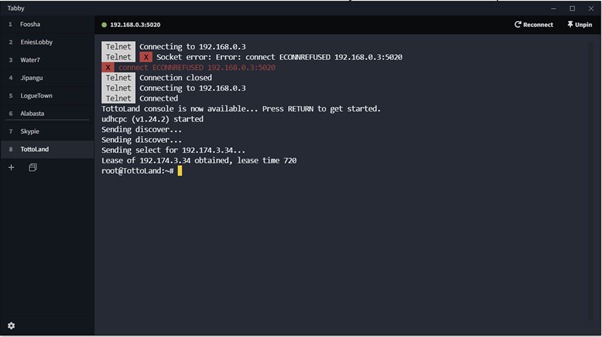 Tabby
1 Foosha
2 EniesLobby
3 Water7
4 Jipangu
5 LogueTown
6 Alabasta
7 Skypie
8 TottoLand
192.168.0.3:5020
Reconnect
Unpin
Telnet Connecting to 192.168.0.3
Telnet X Socket error: Error: connect ECONNREFUSED 192.168.0.3:5020
X connect ECONNREFUSED 192.168.0.3:5020
Telnet Connection closed
Telnet Connecting to 192.168.0.3
Telnet Connected
TottoLand console is now available... Press RETURN to get started.
udhcpc (v1.24.2) started
Sending discover...
Sending discover...
Sending select for 192.174.3.34...
Lease of 192.174.3.34 obtained, lease time 720
root@TottoLand:~#